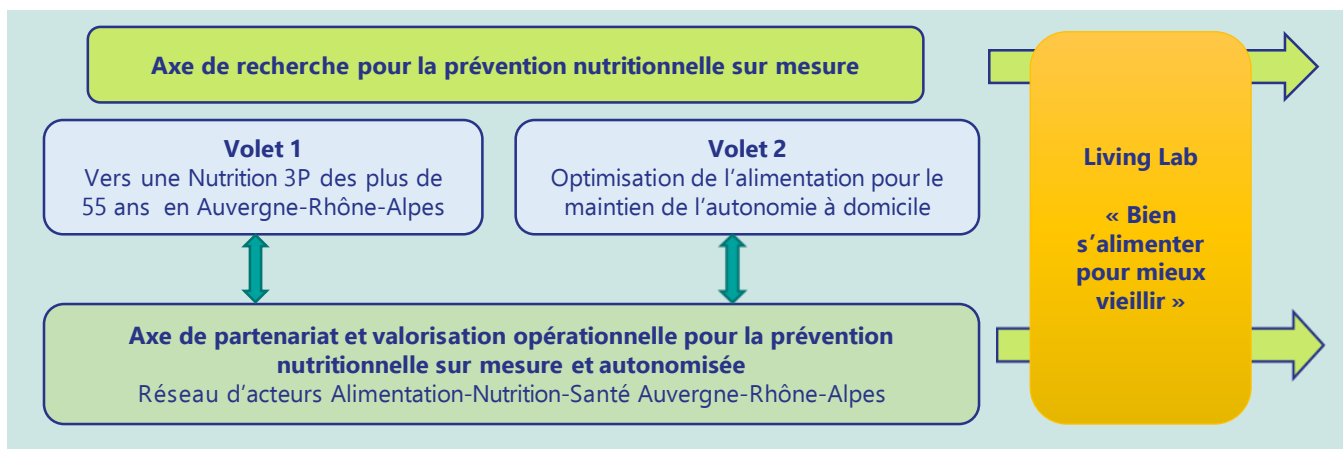 Axe de recherche pour la prévention nutritionnelle sur mesure
Volet 1
Vers une Nutrition 3P des plus de
55 ans en Auvergne-Rhône-Alpes
Volet 2
Optimisation de l’alimentation pour le
maintien de l’autonomie à domicile
Axe de partenariat et valorisation opérationnelle pour la prévention
nutritionnelle sur mesure et autonomisée
Réseau d’acteurs Alimentation-Nutrition-Santé Auvergne-Rhône-Alpes
Living Lab
« Bien
s’alimenter
pour mieux
vieillir »